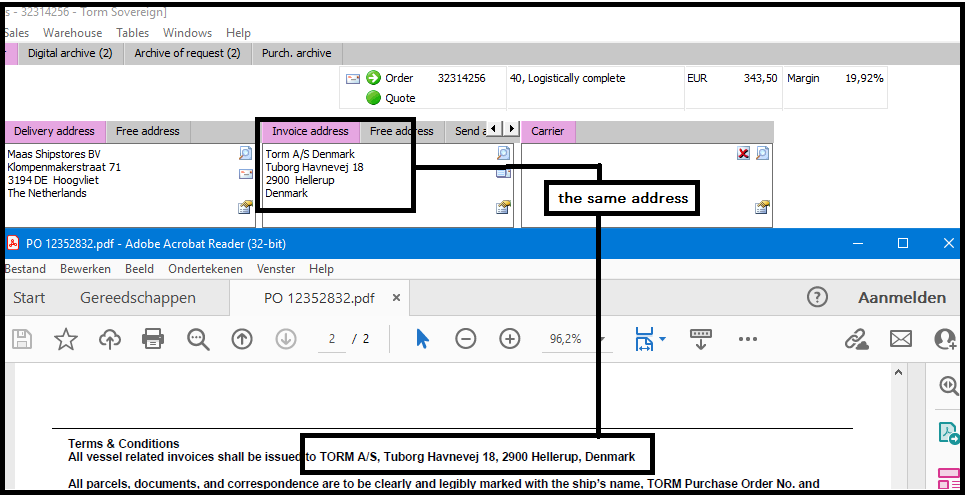 s - 32314256 - Torm Sovereign]
Sales Warehouse Tables Windows Help
Digital archive (2) Archive of request (2) Purch. archive
Order 32314256 40, Logistically complete EUR 343,50 Margin 19,92%
Quote
Delivery address Free address
Maas Shipstores BV
Klompenmakerstraat 71
3194 DE Hoogvliet
The Netherlands
Invoice address Free address Send a
Torm A/S Denmark
Tuborg Havnevej 18
2900 Hellerup
Denmark
Carrier
the same address
PO 12352832.pdf - Adobe Acrobat Reader (32-bit)
Bestand Bewerken Beeld Ondertekenen Venster Help
Start Gereedschappen PO 12352832.pdf × ? Aanmelden
2 / 2 96,2%
Terms & Conditions
All vessel related invoices shall be issued to TORM A/S, Tuborg Havnevej 18, 2900 Hellerup, Denmark
All parcels, documents, and correspondence are to be clearly and legibly marked with the ship's name, TORM Purchase Order No. and